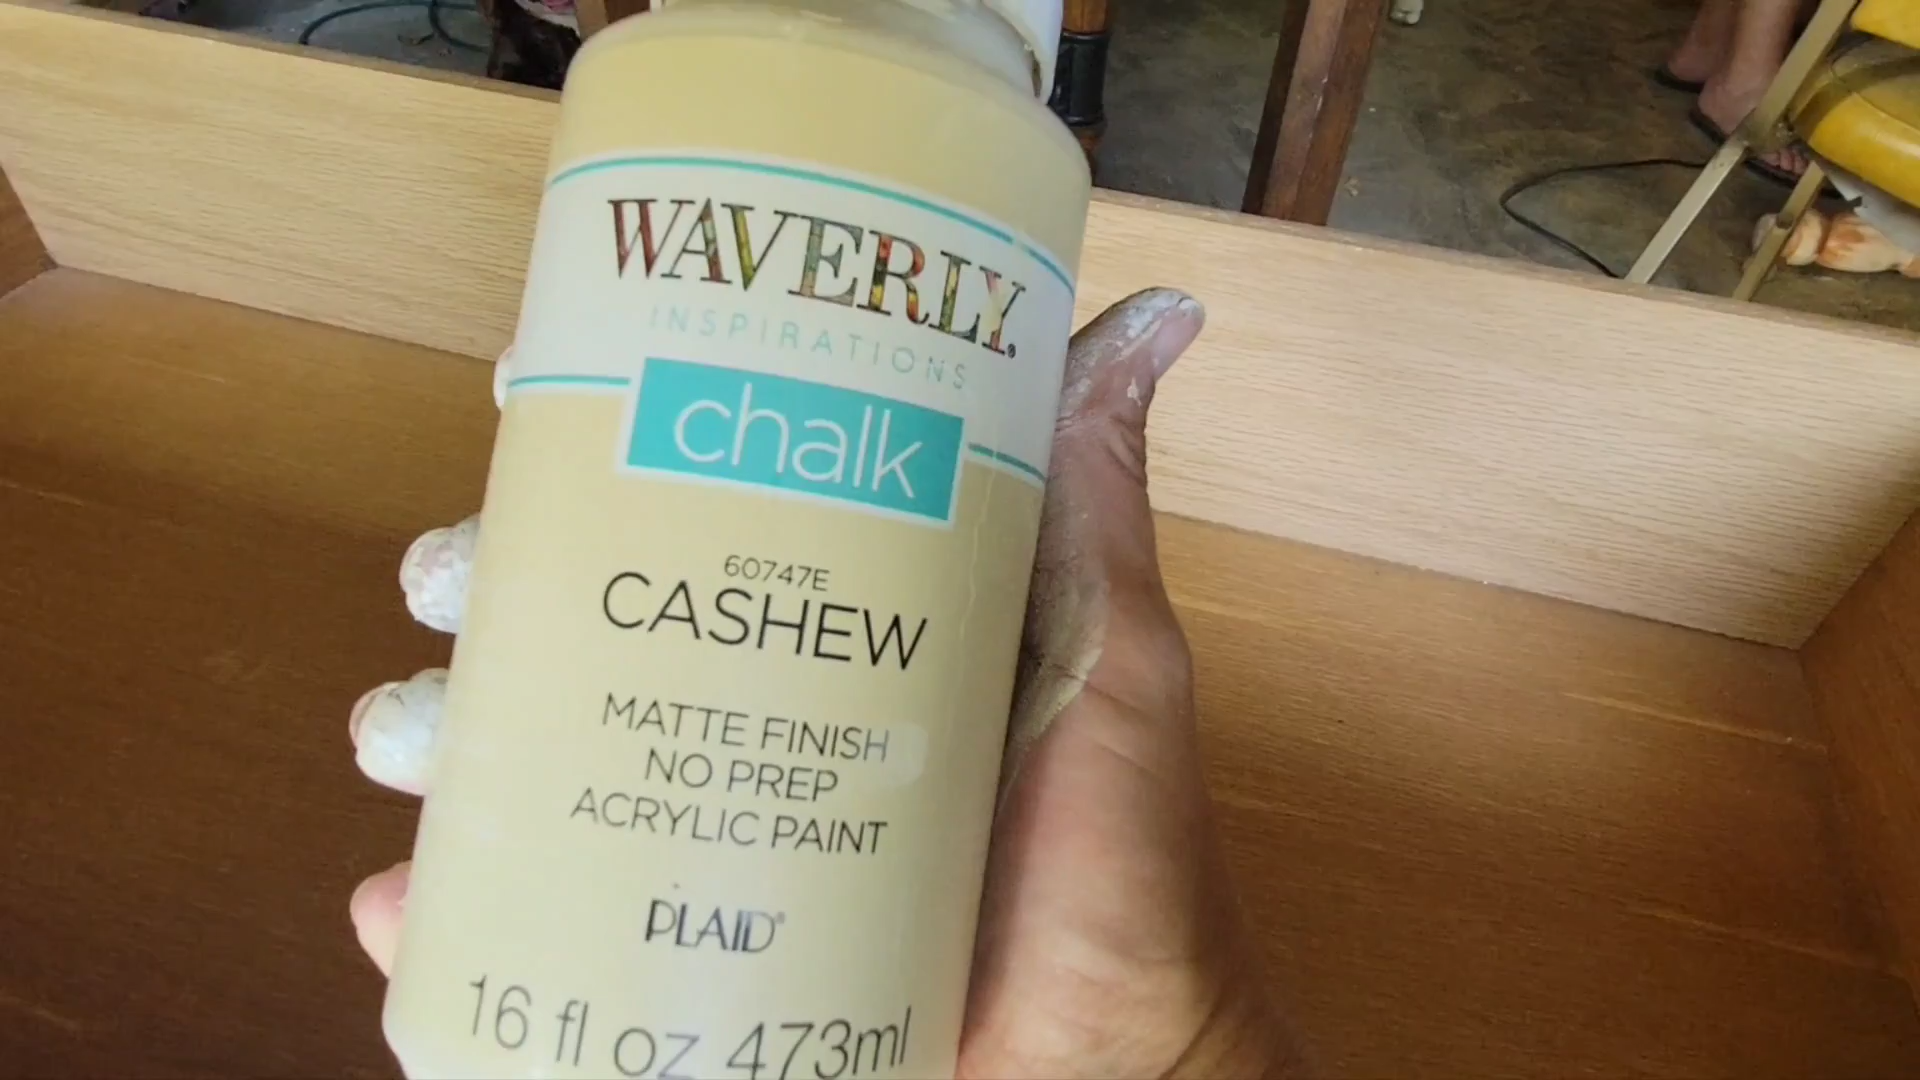 WAVERLY®
INSPIRATIONS
chalk
60747E
CASHEW
MATTE FINISH
NO PREP
ACRYLIC PAINT
PLAID®
16 fl oz 473ml